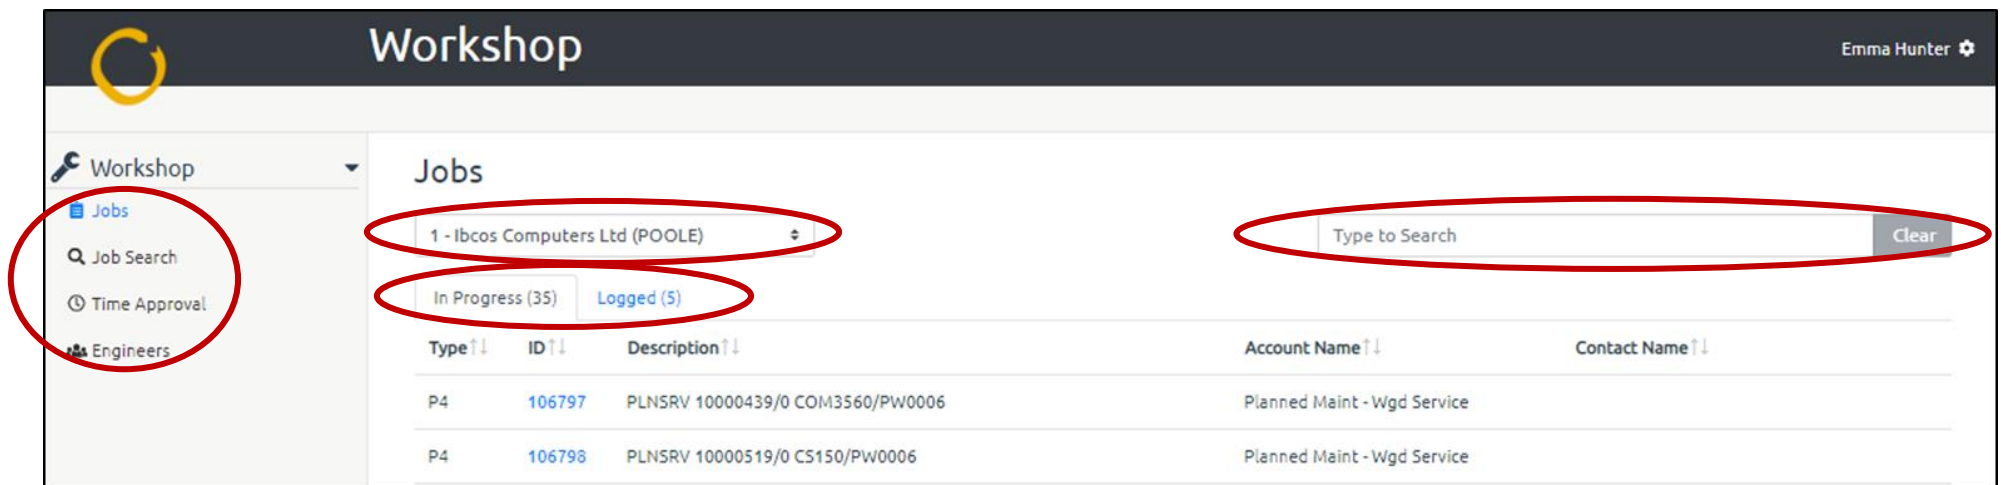 Workshop
Emma Hunter
Workshop
Jobs
Job Search
Time Approval
Engineers
Jobs
1 - Ibcos Computers Ltd (POOLE)
Type to Search Clear
In Progress (35) Logged (5)
Type ID Description Account Name Contact Name
P4 106797 PLNSRV 10000439/0 COM3560/PW0006 Planned Maint - Wgd Service
P4 106798 PLNSRV 10000519/0 CS150/PW0006 Planned Maint - Wgd Service